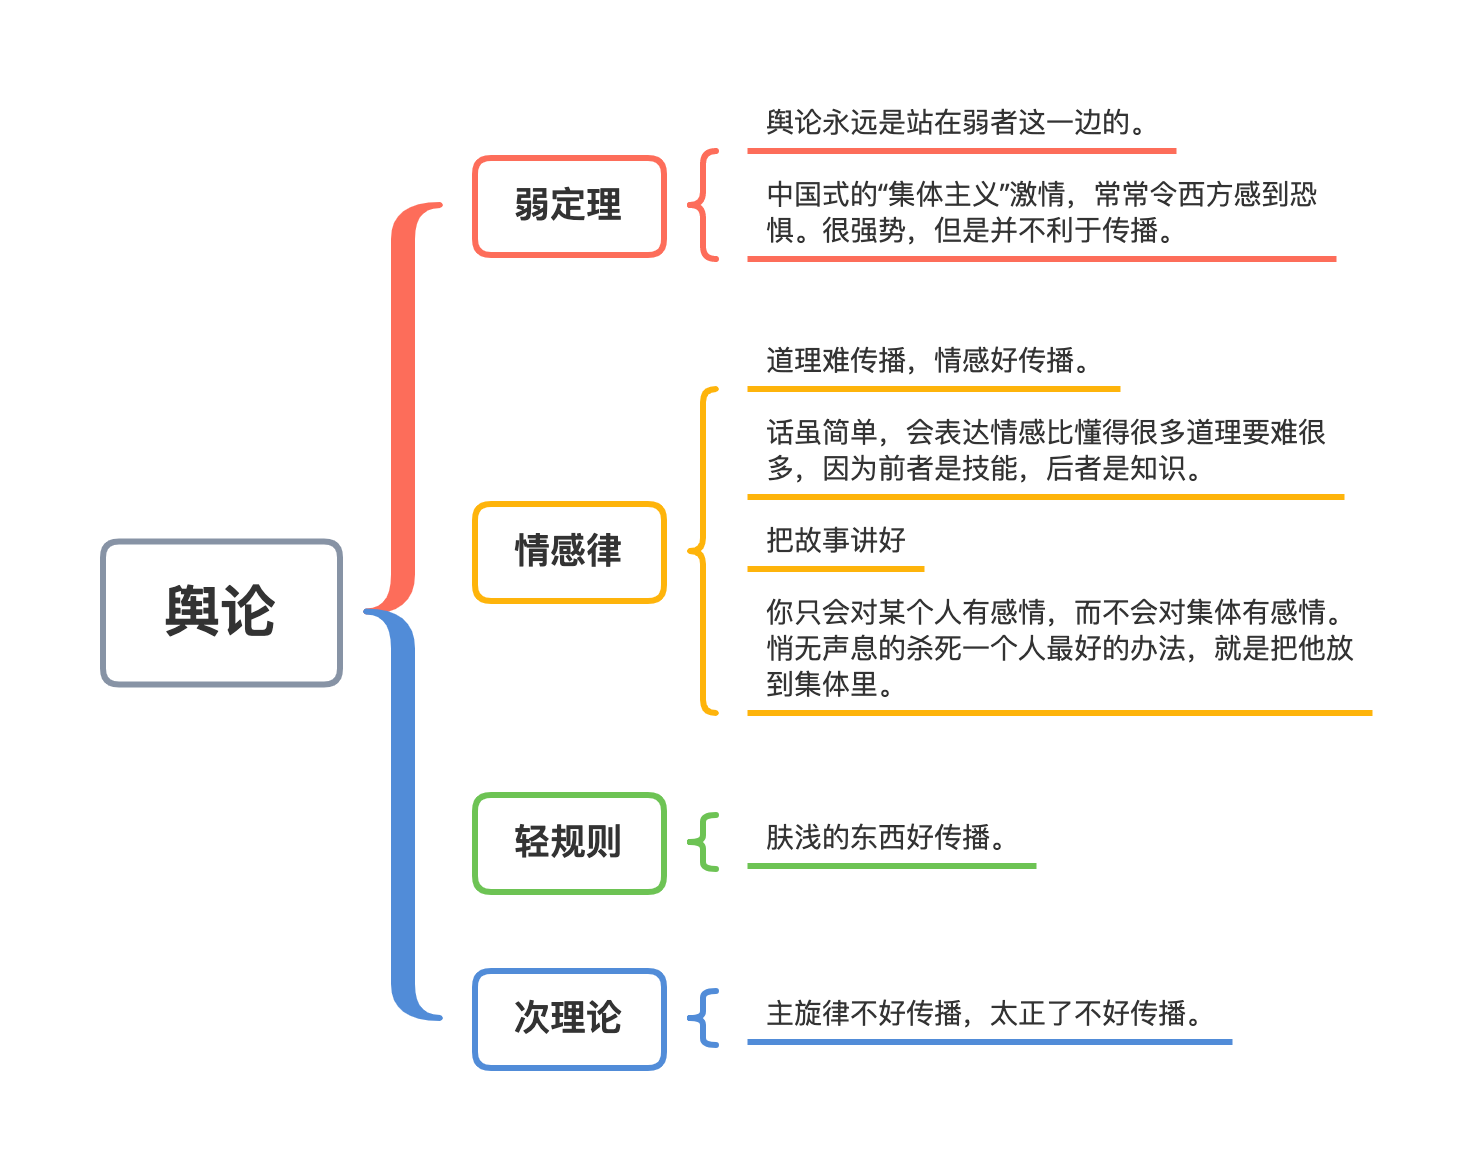 舆论
弱定理
舆论永远是站在弱者这一边的。
中国式的“集体主义”激情，常常令西方感到恐
惧。很强势，但是并不利于传播。
情感律
道理难传播，情感好传播。
话虽简单，会表达情感比懂得很多道理要难很
多，因为前者是技能，后者是知识。
把故事讲好
你只会对某个人有感情，而不会对集体有感情。
悄无声息的杀死一个人最好的办法，就是把他放
到集体里。
轻规则
肤浅的东西好传播。
次理论
主旋律不好传播，太正了不好传播。